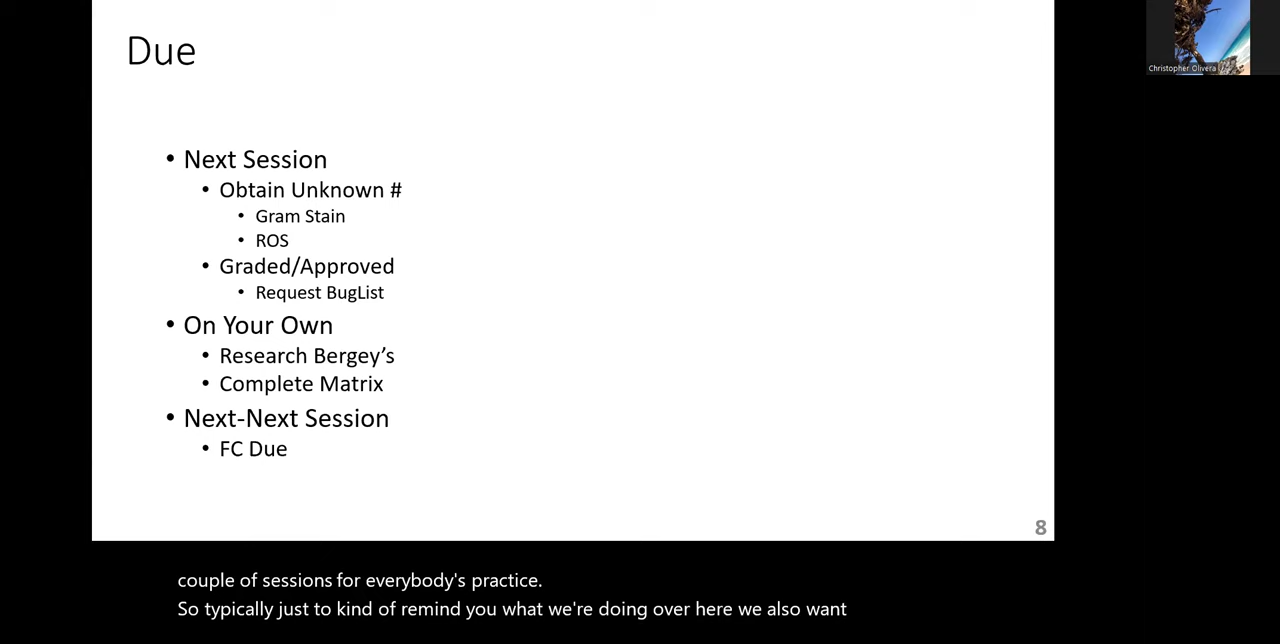 Due
Christopher Olivera
• Next Session
• Obtain Unknown #
• Gram Stain
• ROS
• Graded/Approved
• Request BugList
• On Your Own
• Research Bergey’s
• Complete Matrix
• Next-Next Session
• FC Due
8
couple of sessions for everybody's practice.
So typically just to kind of remind you what we're doing over here we also want